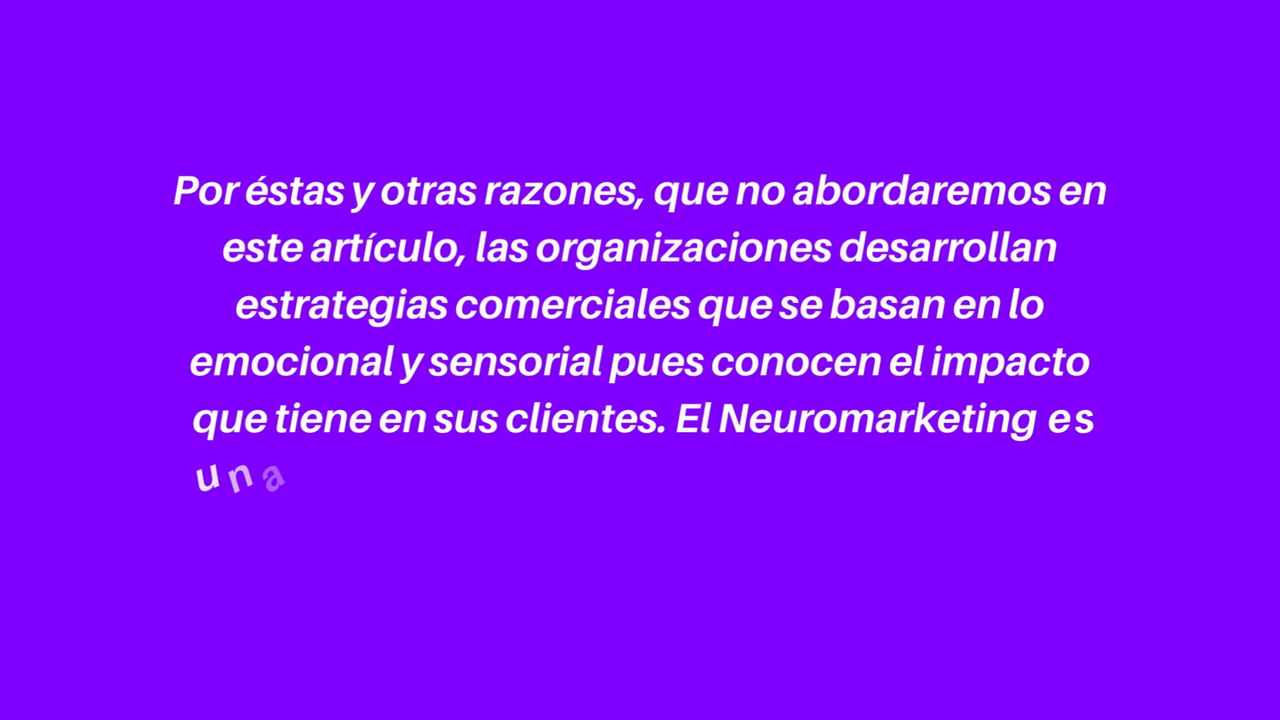 Por éstas y otras razones, que no abordaremos en
este artículo, las organizaciones desarrollan
estrategias comerciales que se basan en lo
emocional y sensorial pues conocen el impacto
que tiene en sus clientes. El Neuromarketing es
una